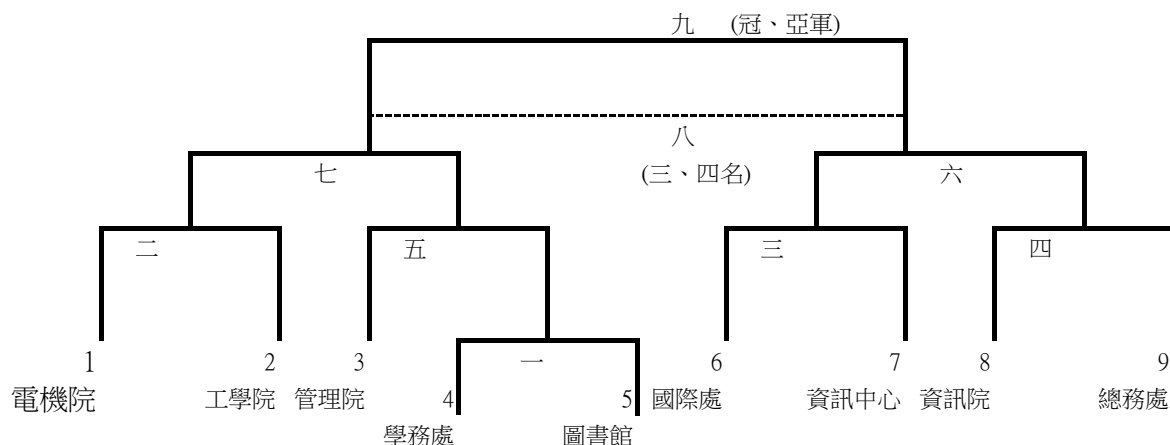 九 (冠、亞軍)
八
(三、四名)
七 六
二 五 三 四
1 2 3 一 6 7 8 9
電機院 工學院 管理院 4 5 國際處 資訊中心 資訊院 總務處
學務處 圖書館